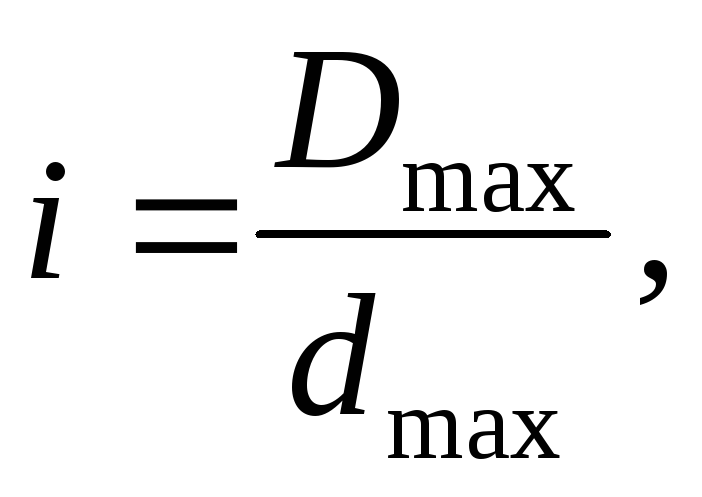 i = D_max / d_max ,